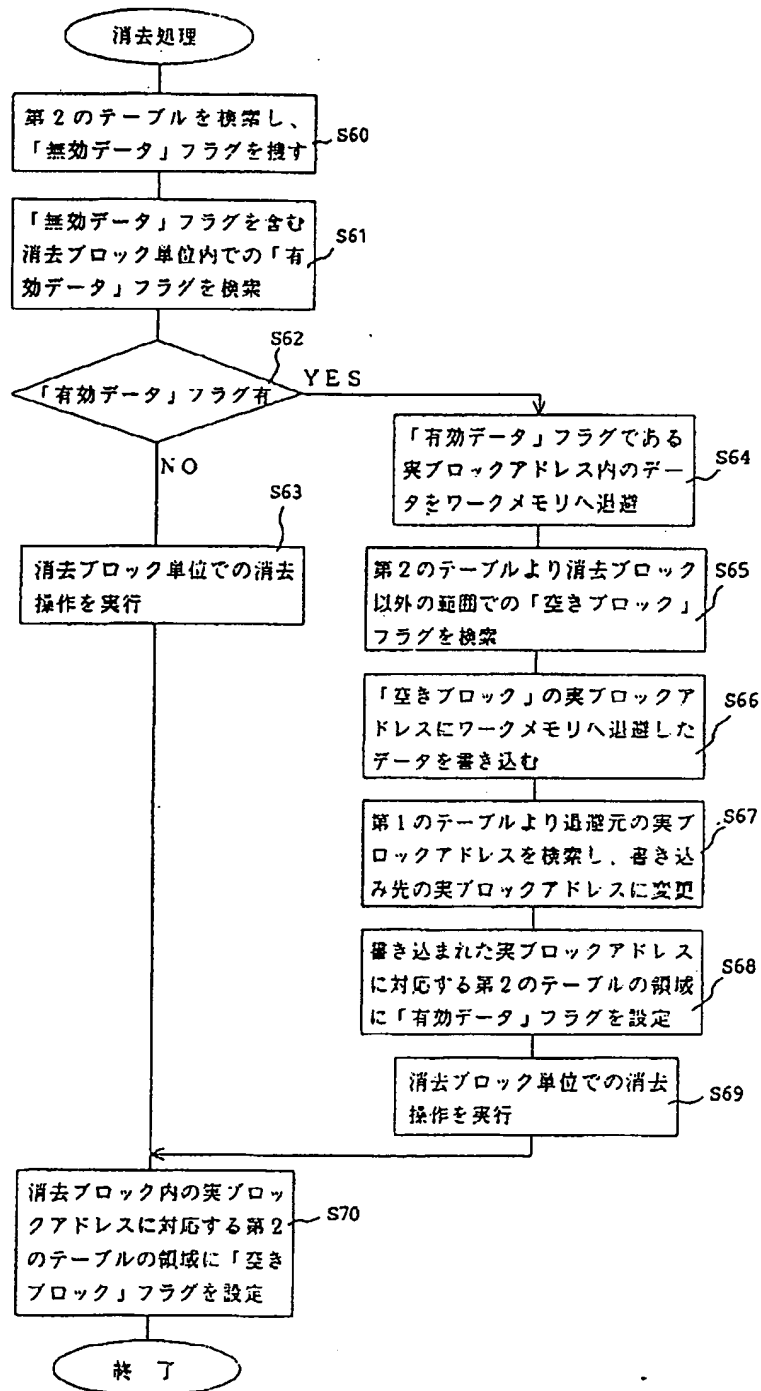 消去処理
第2のテーブルを検索し、
「無効データ」フラグを捜す
S60
「無効データ」フラグを含む
消去ブロック単位内での「有
効データ」フラグを検索
S61
S62
「有効データ」フラグ有
YES
NO
S63
消去ブロック単位での消去
操作を実行
「有効データ」フラグである
実ブロックアドレス内のデー
タをワークメモリへ退避
S64
第2のテーブルより消去ブロック
以外の範囲での「空きブロック」
フラグを検索
S65
「空きブロック」の実ブロックア
ドレスにワークメモリへ退避した
データを書き込む
S66
第1のテーブルより退避元の実ブ
ロックアドレスを検索し、書き込
み先の実ブロックアドレスに変更
S67
書き込まれた実ブロックアドレス
に対応する第2のテーブルの領域
に「有効データ」フラグを設定
S68
消去ブロック単位での消去
操作を実行
S69
消去ブロック内の実ブロッ
クアドレスに対応する第2
のテーブルの領域に「空き
ブロック」フラグを設定
S70
終了